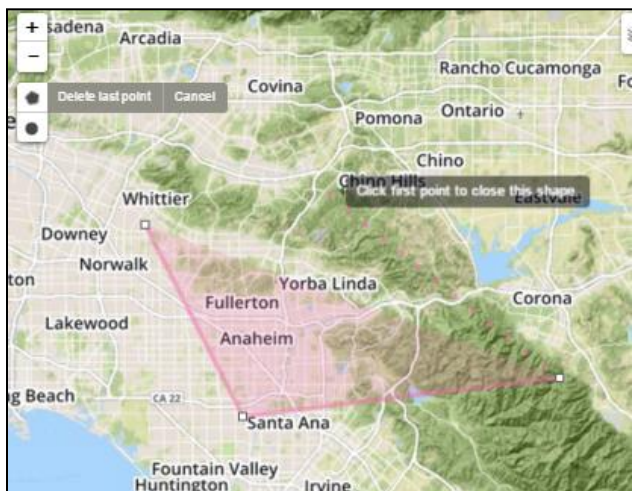 +
asadena
Arcadia
−
Rancho Cucamonga
Covina
Delete last point
Cancel
Pomona
Ontario
Chino
Chino Hills
Click first point to close this shape
Eastvale
Whittier
Downey
Norwalk
Yorba Linda
Corona
Fullerton
Lakewood
Anaheim
g Beach
CA 22
Santa Ana
Fountain Valley
Huntington
Irvine